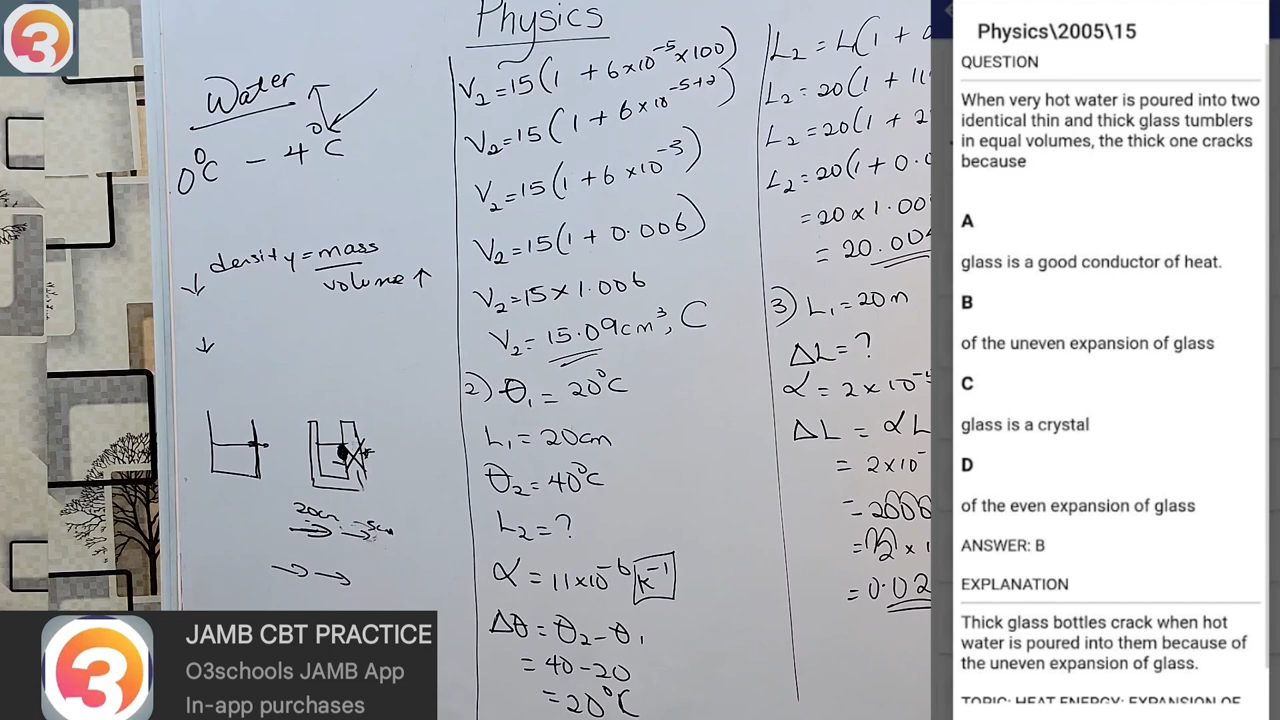 Physics
Water
0°C - 4°C
density = mass
volume ↑
20cm
V₂=15(1 + 6×10⁻⁵×100)
V₂=15(1 + 6×10⁻⁵⁺²)
V₂=15(1 + 6×10⁻³)
V₂=15(1 + 0.006)
V₂=15×1.006
V₂= 15.09cm³, C
2) θ₁ = 20°C
L₁ = 20cm
θ₂ = 40°C
L₂ = ?
α = 11×10⁻⁶ K⁻¹
Δθ = θ₂ - θ₁
= 40 - 20
= 20°C
L₂ = L(1 +
L₂ = 20(1 + 11
L₂ = 20(1 + 2
L₂ = 20(1 + 0.0
= 20 × 1.00
= 20.004
3) L₁ = 20m
ΔL = ?
α = 2 × 10⁻
ΔL = αL
= 2×10⁻
= 0.02
Physics\2005\15
QUESTION
When very hot water is poured into two
identical thin and thick glass tumblers
in equal volumes, the thick one cracks
because
A
glass is a good conductor of heat.
B
of the uneven expansion of glass
C
glass is a crystal
D
of the even expansion of glass
ANSWER: B
EXPLANATION
Thick glass bottles crack when hot
water is poured into them because of
the uneven expansion of glass.
TOPIC: HEAT ENERGY: EXPANSION OF
3
JAMB CBT PRACTICE
O3schools JAMB App
In-app purchases
3